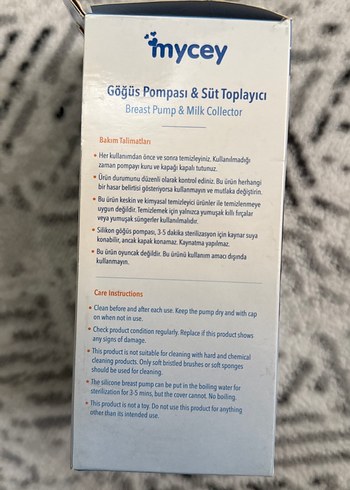 mycey
Göğüs Pompası & Süt Toplayıcı
Breast Pump & Milk Collector
Bakım Talimatları
• Her kullanımdan önce ve sonra temizleyiniz. Kullanılmadığı
zaman pompayı kuru ve kapağı kapalı tutunuz.
• Ürün durumunu düzenli olarak kontrol ediniz. Bu ürün herhangi
bir hasar belirtisi gösteriyorsa kullanmayın ve mutlaka değiştirin.
• Bu ürün keskin ve kimyasal temizleyici ürünler ile temizlenmeye
uygun değildir. Temizlemek için yalnızca yumuşak kıllı fırçalar
veya yumuşak süngerler kullanılmalıdır.
• Silikon göğüs pompası, 3-5 dakika sterilizasyon için kaynar suya
konabilir, ancak kapak konamaz. Kaynatma yapılmaz.
• Bu ürün oyuncak değildir. Bu ürünü kullanım amacı dışında
kullanmayın.
Care Instructions
• Clean before and after each use. Keep the pump dry and with cap
on when not in use.
• Check product condition regularly. Replace if this product shows
any signs of damage.
• This product is not suitable for cleaning with hard and chemical
cleaning products. Only soft bristled brushes or soft sponges
should be used for cleaning.
• The silicone breast pump can be put in the boiling water for
sterilization for 3-5 mins, but the cover cannot. No boiling.
• This product is not a toy. Do not use this product for anything
other than its intended use.